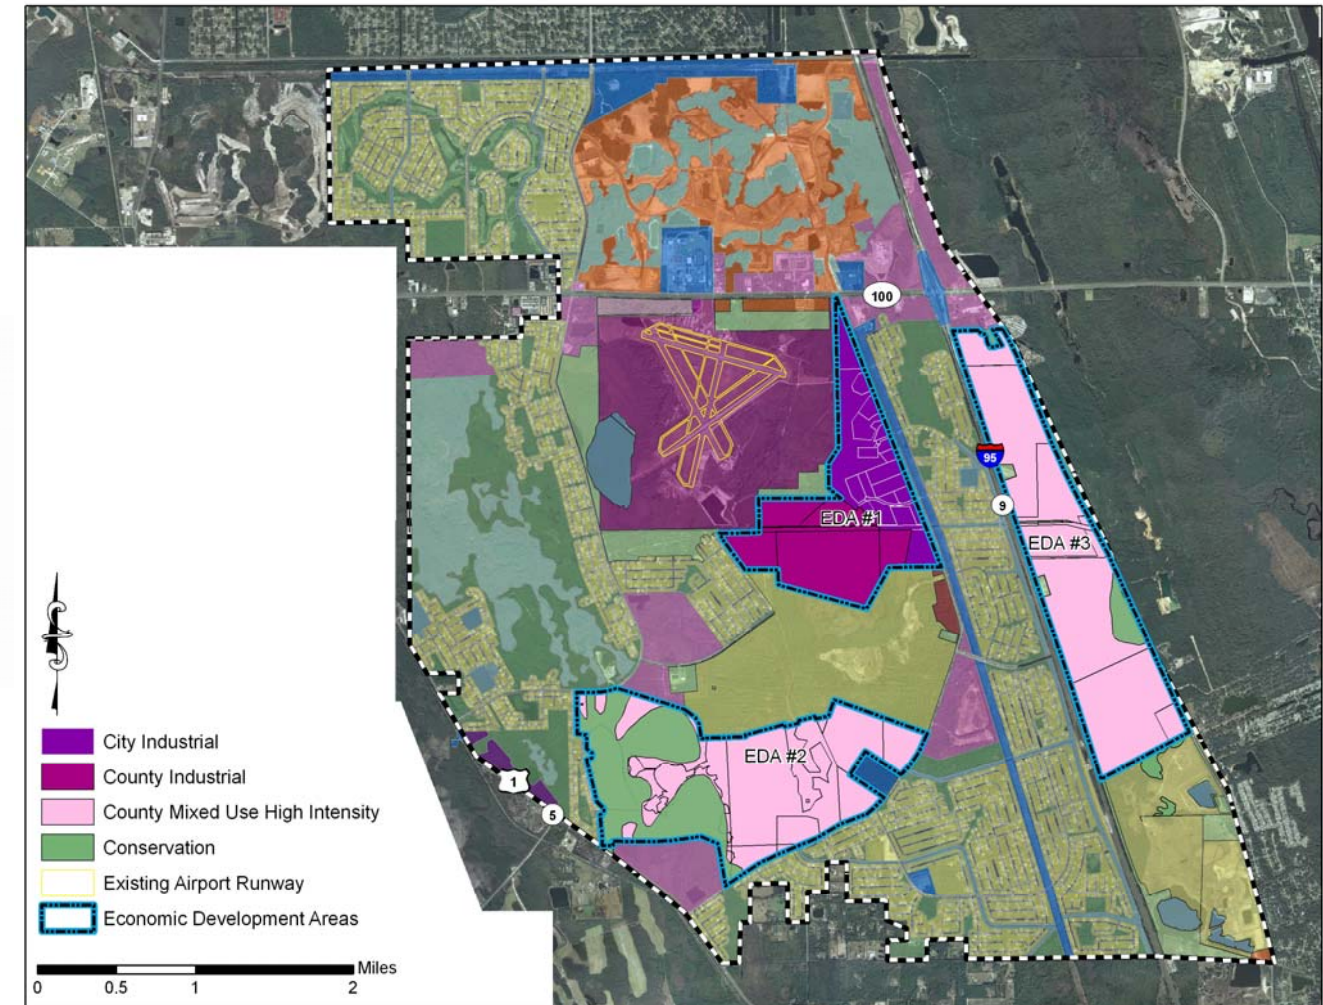 100
95
9
EDA #1
EDA #3
EDA #2
1
5
City Industrial
County Industrial
County Mixed Use High Intensity
Conservation
Existing Airport Runway
Economic Development Areas
Miles
0 0.5 1 2